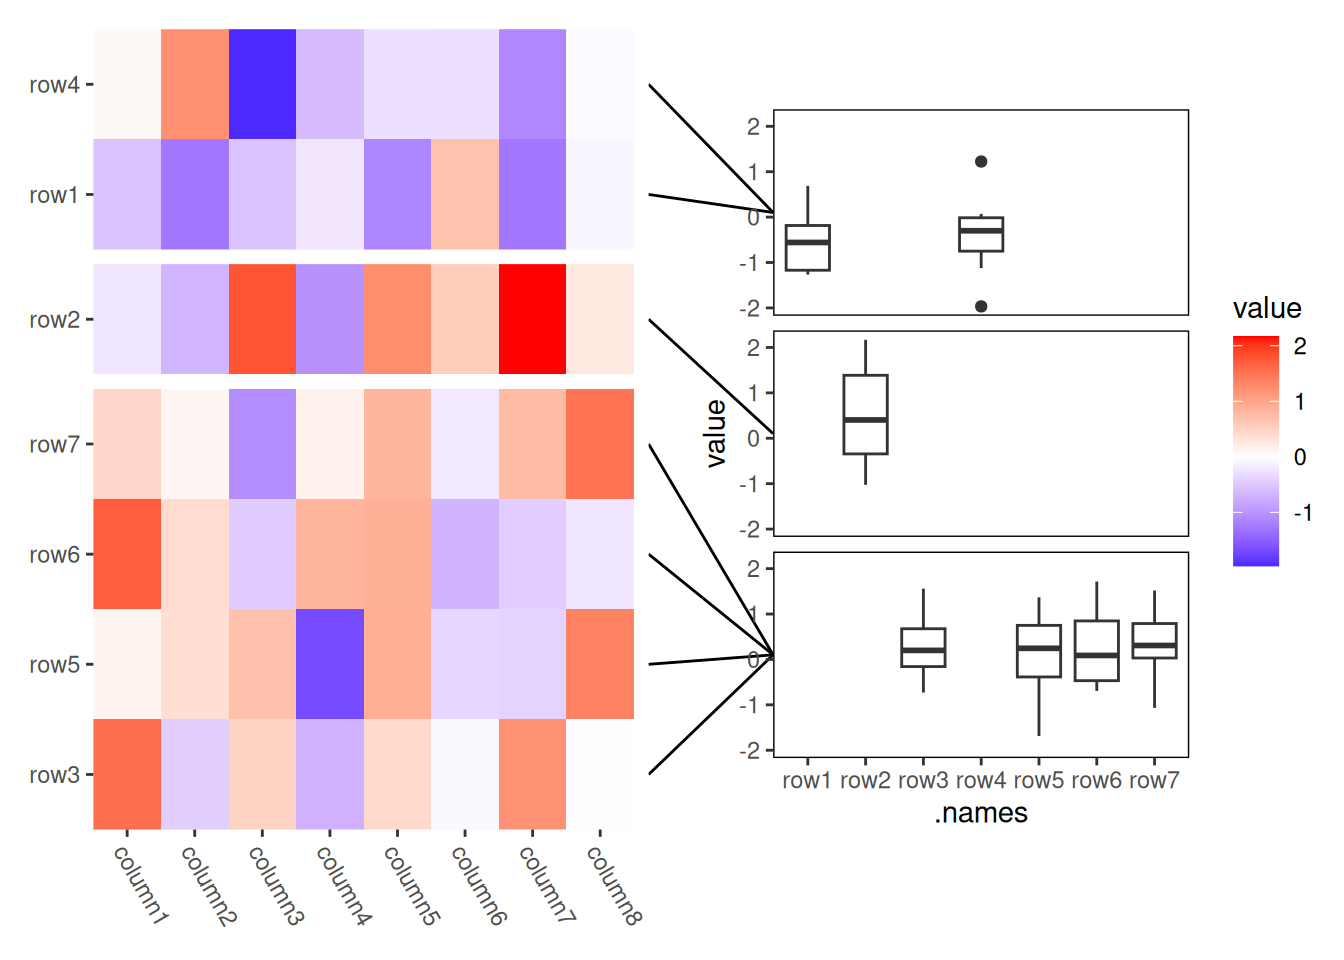 row4
row1
row2
row7
row6
row5
row3
column1
column2
column3
column4
column5
column6
column7
column8
value
2
1
0
-1
-2
2
1
0
-1
-2
2
1
0
-1
-2
row1 row2 row3 row4 row5 row6 row7
.names
value
2
1
0
-1